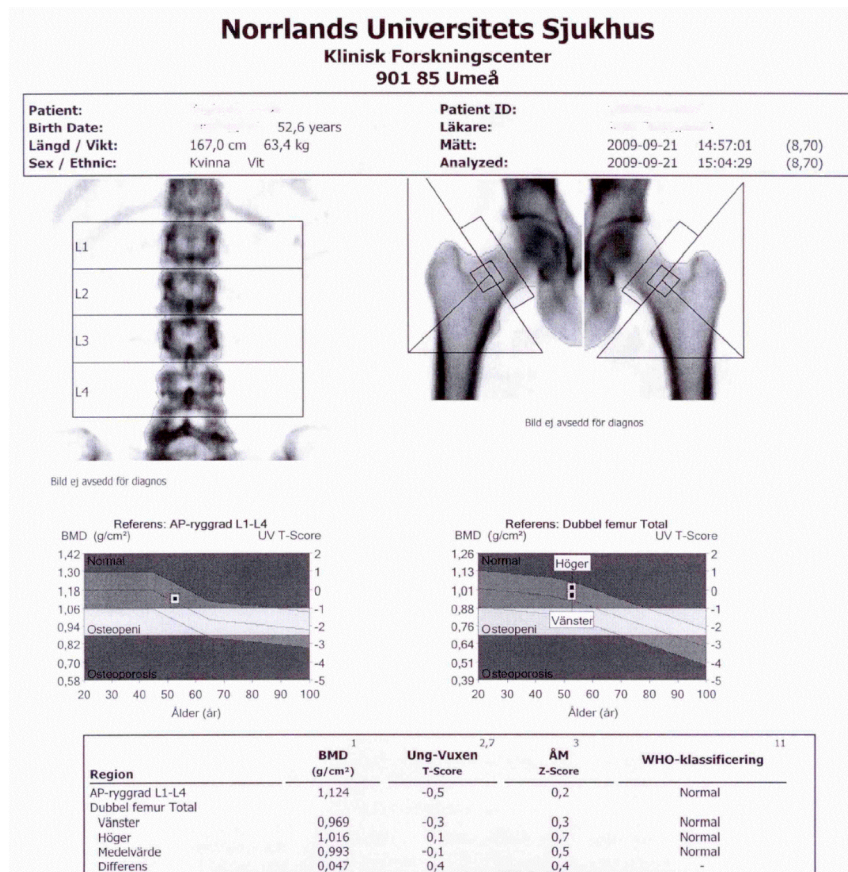 Norrlands Universitets Sjukhus
Klinisk Forskningscenter
901 85 Umeå
Patient:
Birth Date: 52,6 years
Längd / Vikt: 167,0 cm 63,4 kg
Sex / Ethnic: Kvinna Vit
Patient ID:
Läkare:
Mätt: 2009-09-21 14:57:01 (8,70)
Analyzed: 2009-09-21 15:04:29 (8,70)
L1
L2
L3
L4
Bild ej avsedd för diagnos
Bild ej avsedd för diagnos
Referens: AP-ryggrad L1-L4
BMD (g/cm²) UV T-Score
1,42 Normal 2
1,30 1
1,18 0
1,06 -1
0,94 Osteopeni -2
0,82 -3
0,70 -4
0,58 Osteoporosis -5
20 30 40 50 60 70 80 90 100
Ålder (år)
Referens: Dubbel femur Total
BMD (g/cm²) UV T-Score
1,26 Normal 2
1,13 Höger 1
1,01 0
0,88 -1
0,76 Osteopeni Vänster -2
0,64 -3
0,51 -4
0,39 Osteoporosis -5
20 30 40 50 60 70 80 90 100
Ålder (år)
1 2,7 3 11
BMD Ung-Vuxen ÅM WHO-klassificering
Region (g/cm²) T-Score Z-Score
AP-ryggrad L1-L4 1,124 -0,5 0,2 Normal
Dubbel femur Total
Vänster 0,969 -0,3 0,3 Normal
Höger 1,016 0,1 0,7 Normal
Medelvärde 0,993 -0,1 0,5 Normal
Differens 0,047 0,4 0,4 -